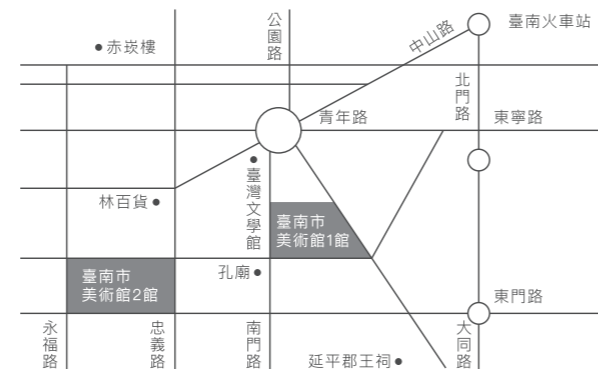 公園路
中山路
臺南火車站
赤崁樓
北門路
青年路
東寧路
臺灣文學館
林百貨
臺南市
美術館1館
臺南市
美術館2館
孔廟
東門路
永福路
忠義路
南門路
大同路
延平郡王祠